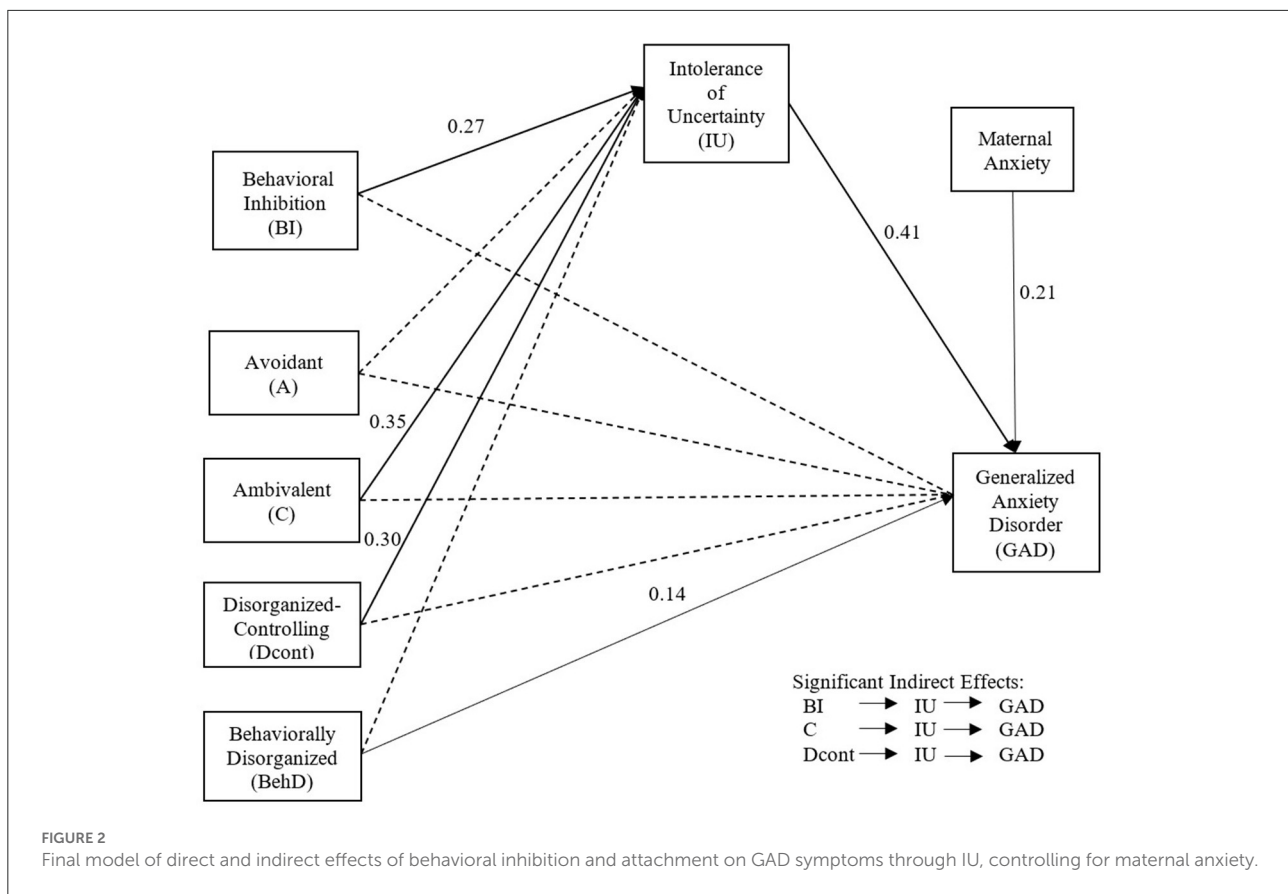 Intolerance
of
Uncertainty
(IU)
Maternal
Anxiety
0.27
Behavioral
Inhibition
(BI)
0.41
0.21
Avoidant
(A)
0.35
Ambivalent
(C)
Generalized
Anxiety
Disorder
(GAD)
0.30
Disorganized-
Controlling
(Dcont)
0.14
Behaviorally
Disorganized
(BehD)
Significant Indirect Effects:
BI → IU → GAD
C → IU → GAD
Dcont → IU → GAD
FIGURE 2
Final model of direct and indirect effects of behavioral inhibition and attachment on GAD symptoms through IU, controlling for maternal anxiety.